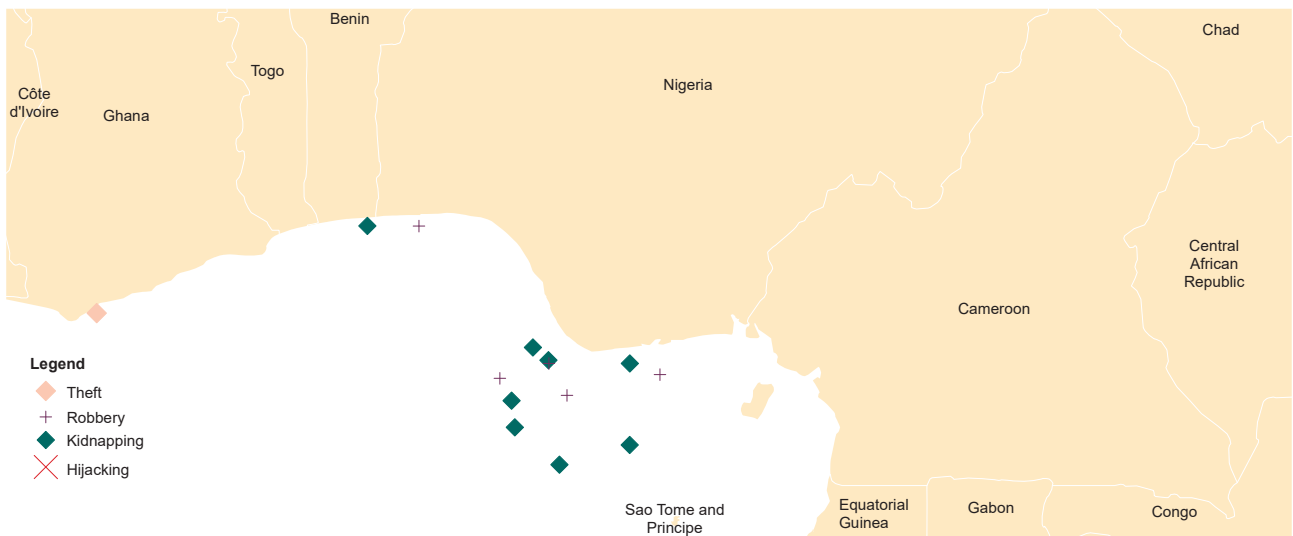 Benin
Chad
Togo
Nigeria
Côte
d'Ivoire
Ghana
Central
African
Republic
Cameroon
Legend
Theft
Robbery
Kidnapping
Hijacking
Sao Tome and
Principe
Equatorial
Guinea
Gabon
Congo